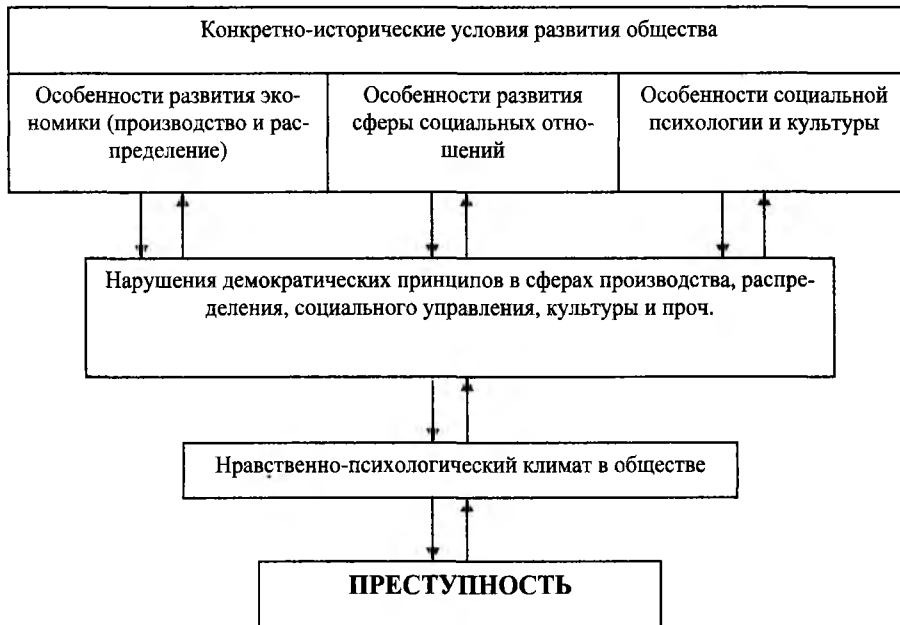 Конкретно-исторические условия развития общества
Особенности развития эко-
номики (производство и рас-
пределение)
Особенности развития
сферы социальных отно-
шений
Особенности социальной
психологии и культуры
Нарушения демократических принципов в сферах производства, распре-
деления, социального управления, культуры и проч.
Нравственно-психологический климат в обществе
ПРЕСТУПНОСТЬ